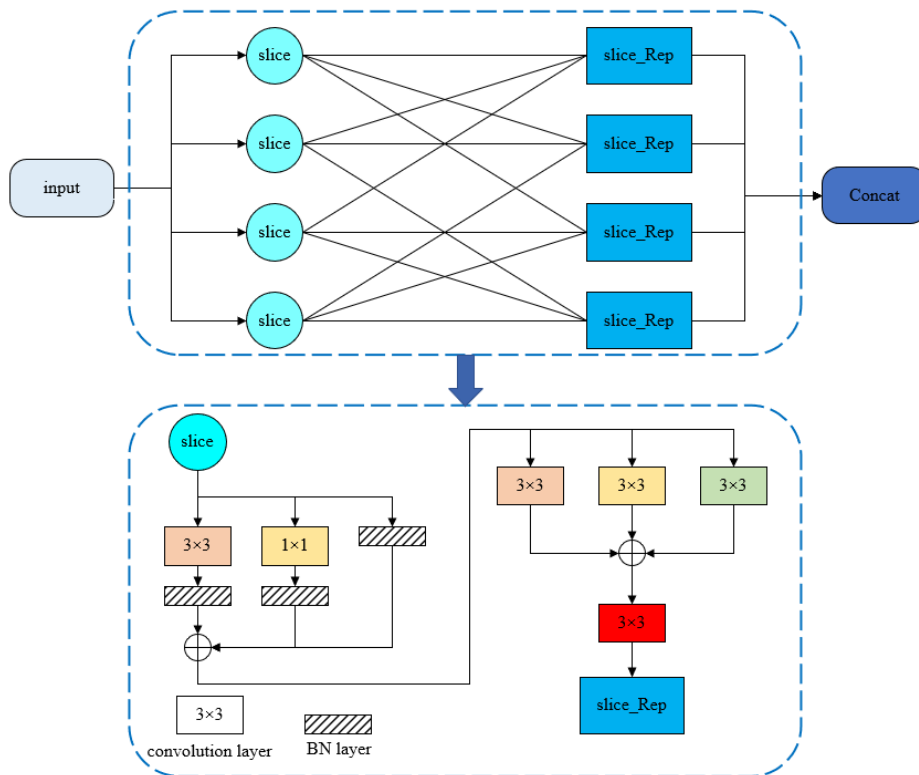 slice
slice_Rep
slice
slice_Rep
input
Concat
slice
slice_Rep
slice
slice_Rep
slice
3×3
3×3
3×3
3×3
1×1
3×3
slice_Rep
3×3
convolution layer
BN layer